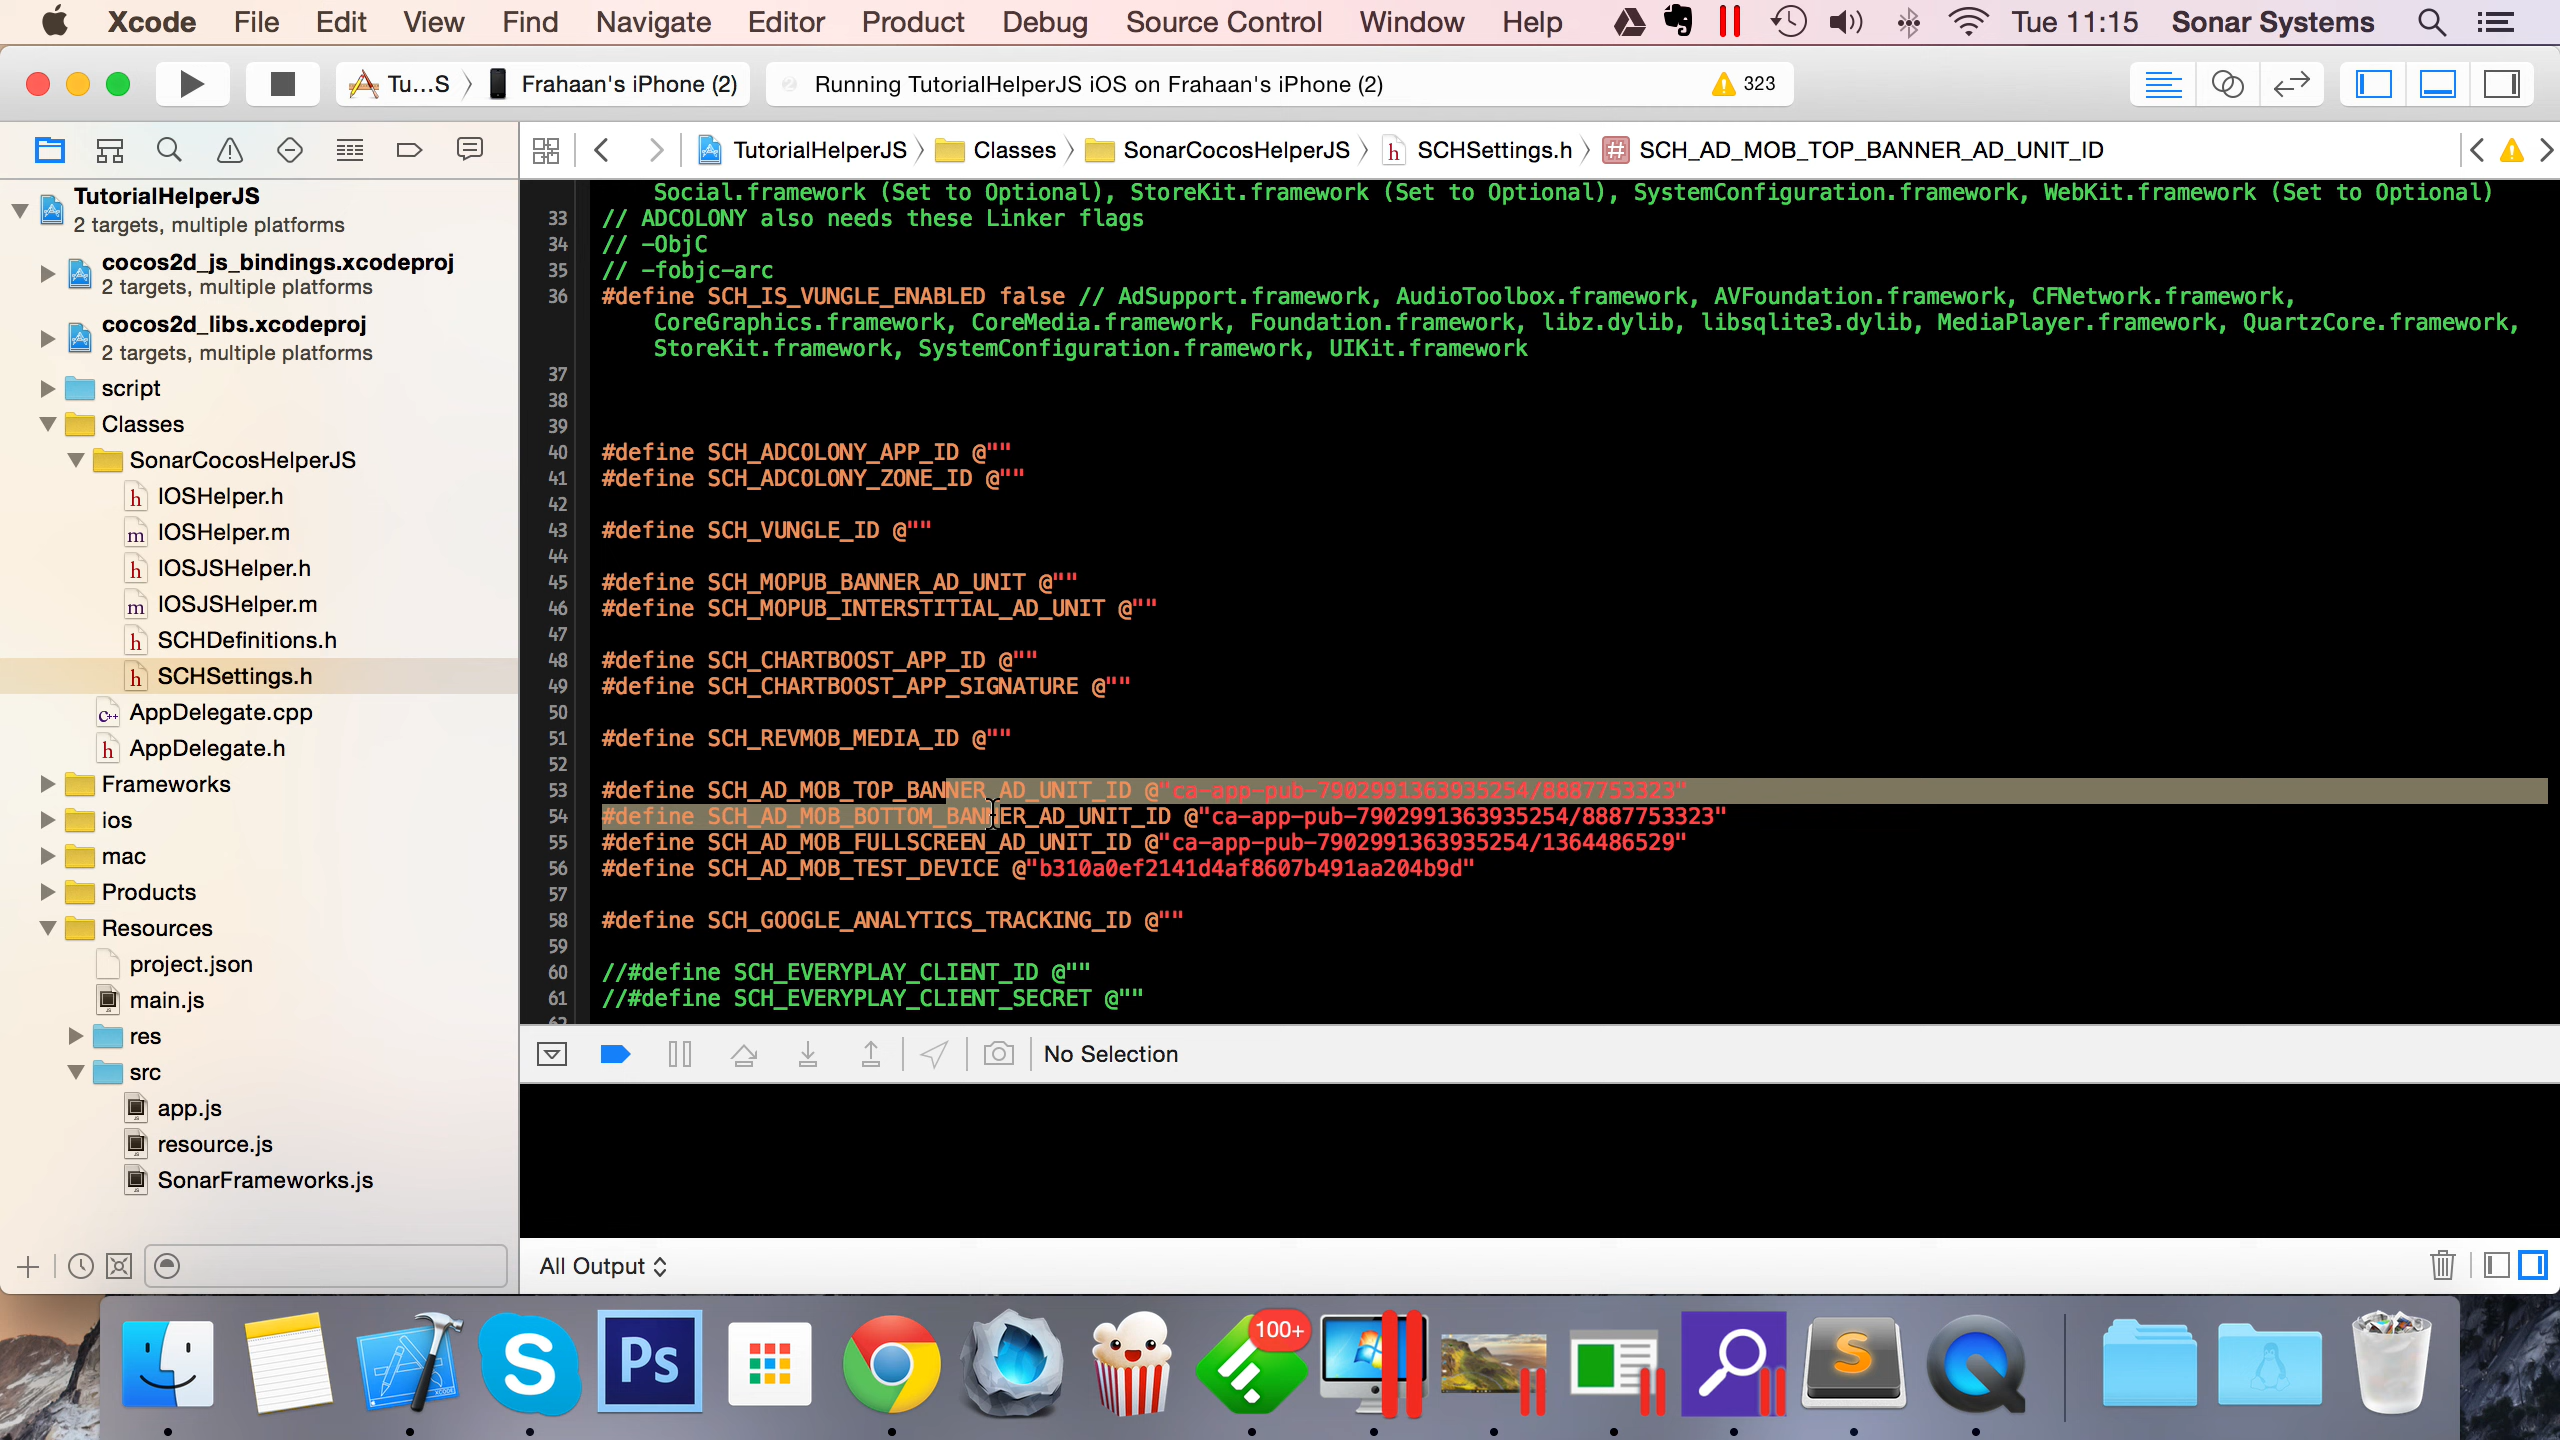 Xcode File Edit View Find Navigate Editor Product Debug Source Control Window Help Tue 11:15 Sonar Systems
Tu...S Frahaan's iPhone (2) Running TutorialHelperJS iOS on Frahaan's iPhone (2) 323
TutorialHelperJS Classes SonarCocosHelperJS SCHSettings.h SCH_AD_MOB_TOP_BANNER_AD_UNIT_ID
TutorialHelperJS
2 targets, multiple platforms
cocos2d_js_bindings.xcodeproj
2 targets, multiple platforms
cocos2d_libs.xcodeproj
2 targets, multiple platforms
script
Classes
SonarCocosHelperJS
IOSHelper.h
IOSHelper.m
IOSJSHelper.h
IOSJSHelper.m
SCHDefinitions.h
SCHSettings.h
AppDelegate.cpp
AppDelegate.h
Frameworks
ios
mac
Products
Resources
project.json
main.js
res
src
app.js
resource.js
SonarFrameworks.js
Social.framework (Set to Optional), StoreKit.framework (Set to Optional), SystemConfiguration.framework, WebKit.framework (Set to Optional)
33 // ADCOLONY also needs these Linker flags
34 // -ObjC
35 // -fobjc-arc
36 #define SCH_IS_VUNGLE_ENABLED false // AdSupport.framework, AudioToolbox.framework, AVFoundation.framework, CFNetwork.framework,
CoreGraphics.framework, CoreMedia.framework, Foundation.framework, libz.dylib, libsqlite3.dylib, MediaPlayer.framework, QuartzCore.framework,
StoreKit.framework, SystemConfiguration.framework, UIKit.framework
37
38
39
40 #define SCH_ADCOLONY_APP_ID @""
41 #define SCH_ADCOLONY_ZONE_ID @""
42
43 #define SCH_VUNGLE_ID @""
44
45 #define SCH_MOPUB_BANNER_AD_UNIT @""
46 #define SCH_MOPUB_INTERSTITIAL_AD_UNIT @""
47
48 #define SCH_CHARTBOOST_APP_ID @""
49 #define SCH_CHARTBOOST_APP_SIGNATURE @""
50
51 #define SCH_REVMOB_MEDIA_ID @""
52
53 #define SCH_AD_MOB_TOP_BANNER_AD_UNIT_ID @"ca-app-pub-7902991363935254/8887753323"
54 #define SCH_AD_MOB_BOTTOM_BANNER_AD_UNIT_ID @"ca-app-pub-7902991363935254/8887753323"
55 #define SCH_AD_MOB_FULLSCREEN_AD_UNIT_ID @"ca-app-pub-7902991363935254/1364486529"
56 #define SCH_AD_MOB_TEST_DEVICE @"b310a0ef2141d4af8607b491aa204b9d"
57
58 #define SCH_GOOGLE_ANALYTICS_TRACKING_ID @""
59
60 //#define SCH_EVERYPLAY_CLIENT_ID @""
61 //#define SCH_EVERYPLAY_CLIENT_SECRET @""
No Selection
All Output
Ps
100+